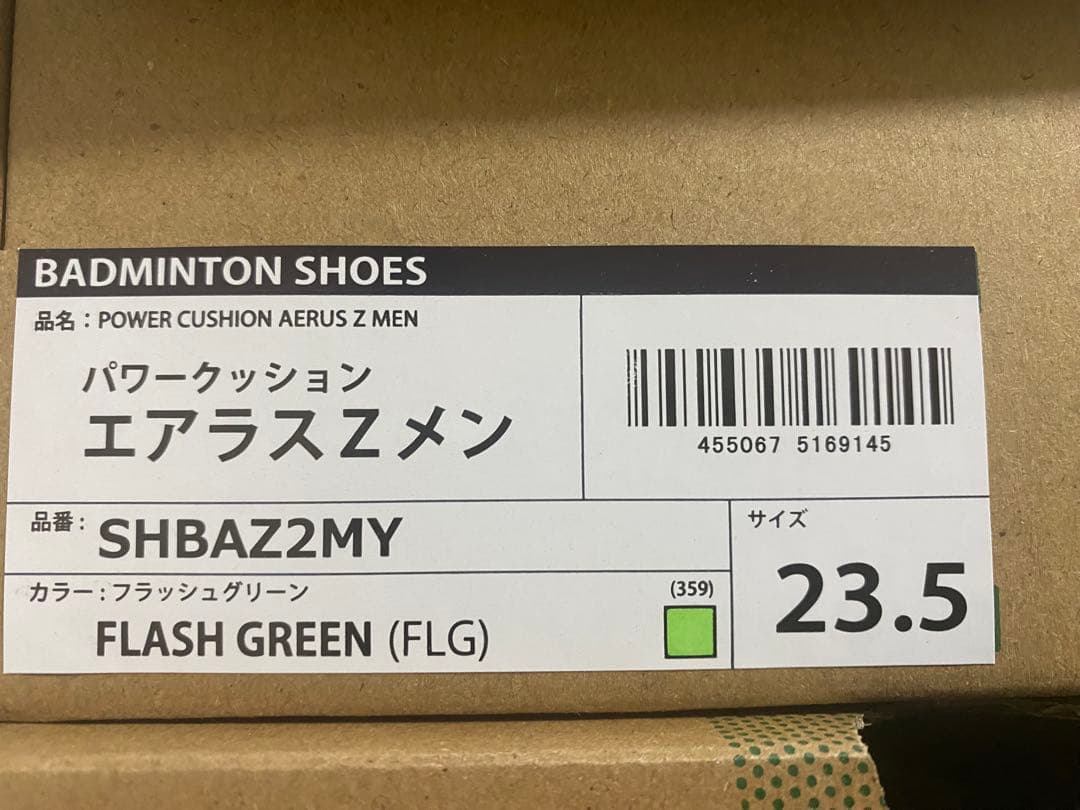 BADMINTON SHOES
品名：POWER CUSHION AERUS Z MEN
パワークッション
エアラスZメン
455067 5169145
品番：SHBAZ2MY
サイズ
23.5
カラー：フラッシュグリーン
(359)
FLASH GREEN (FLG)